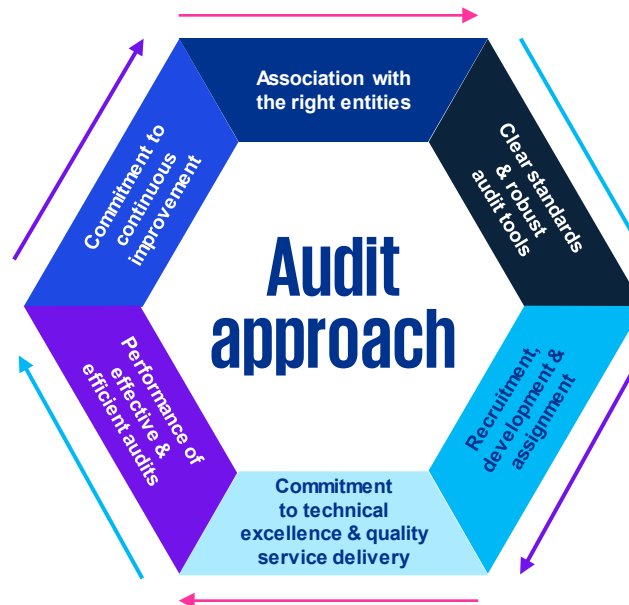 Association with
the right entities
Clear standards
& robust
audit tools
Recruitment,
development &
assignment
Commitment
to technical
excellence & quality
service delivery
Performance of
effective &
efficient audits
Commitment to
continuous
improvement
Audit
approach